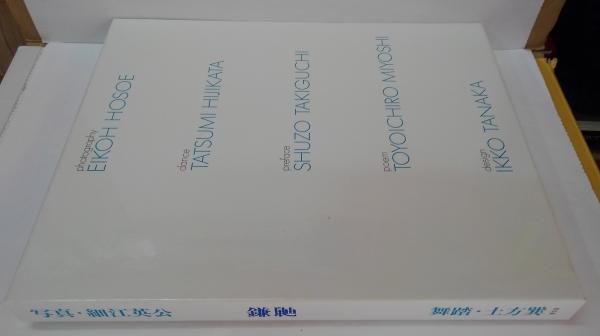 photography
EIKOH HOSOE
dance
TATSUMI HIJIKATA
preface
SHUZO TAKIGUCHI
poem
TOYOICHIRO MIYOSHI
design
IKKO TANAKA
写真・細江英公
鎌鼬
舞踏・土方巽